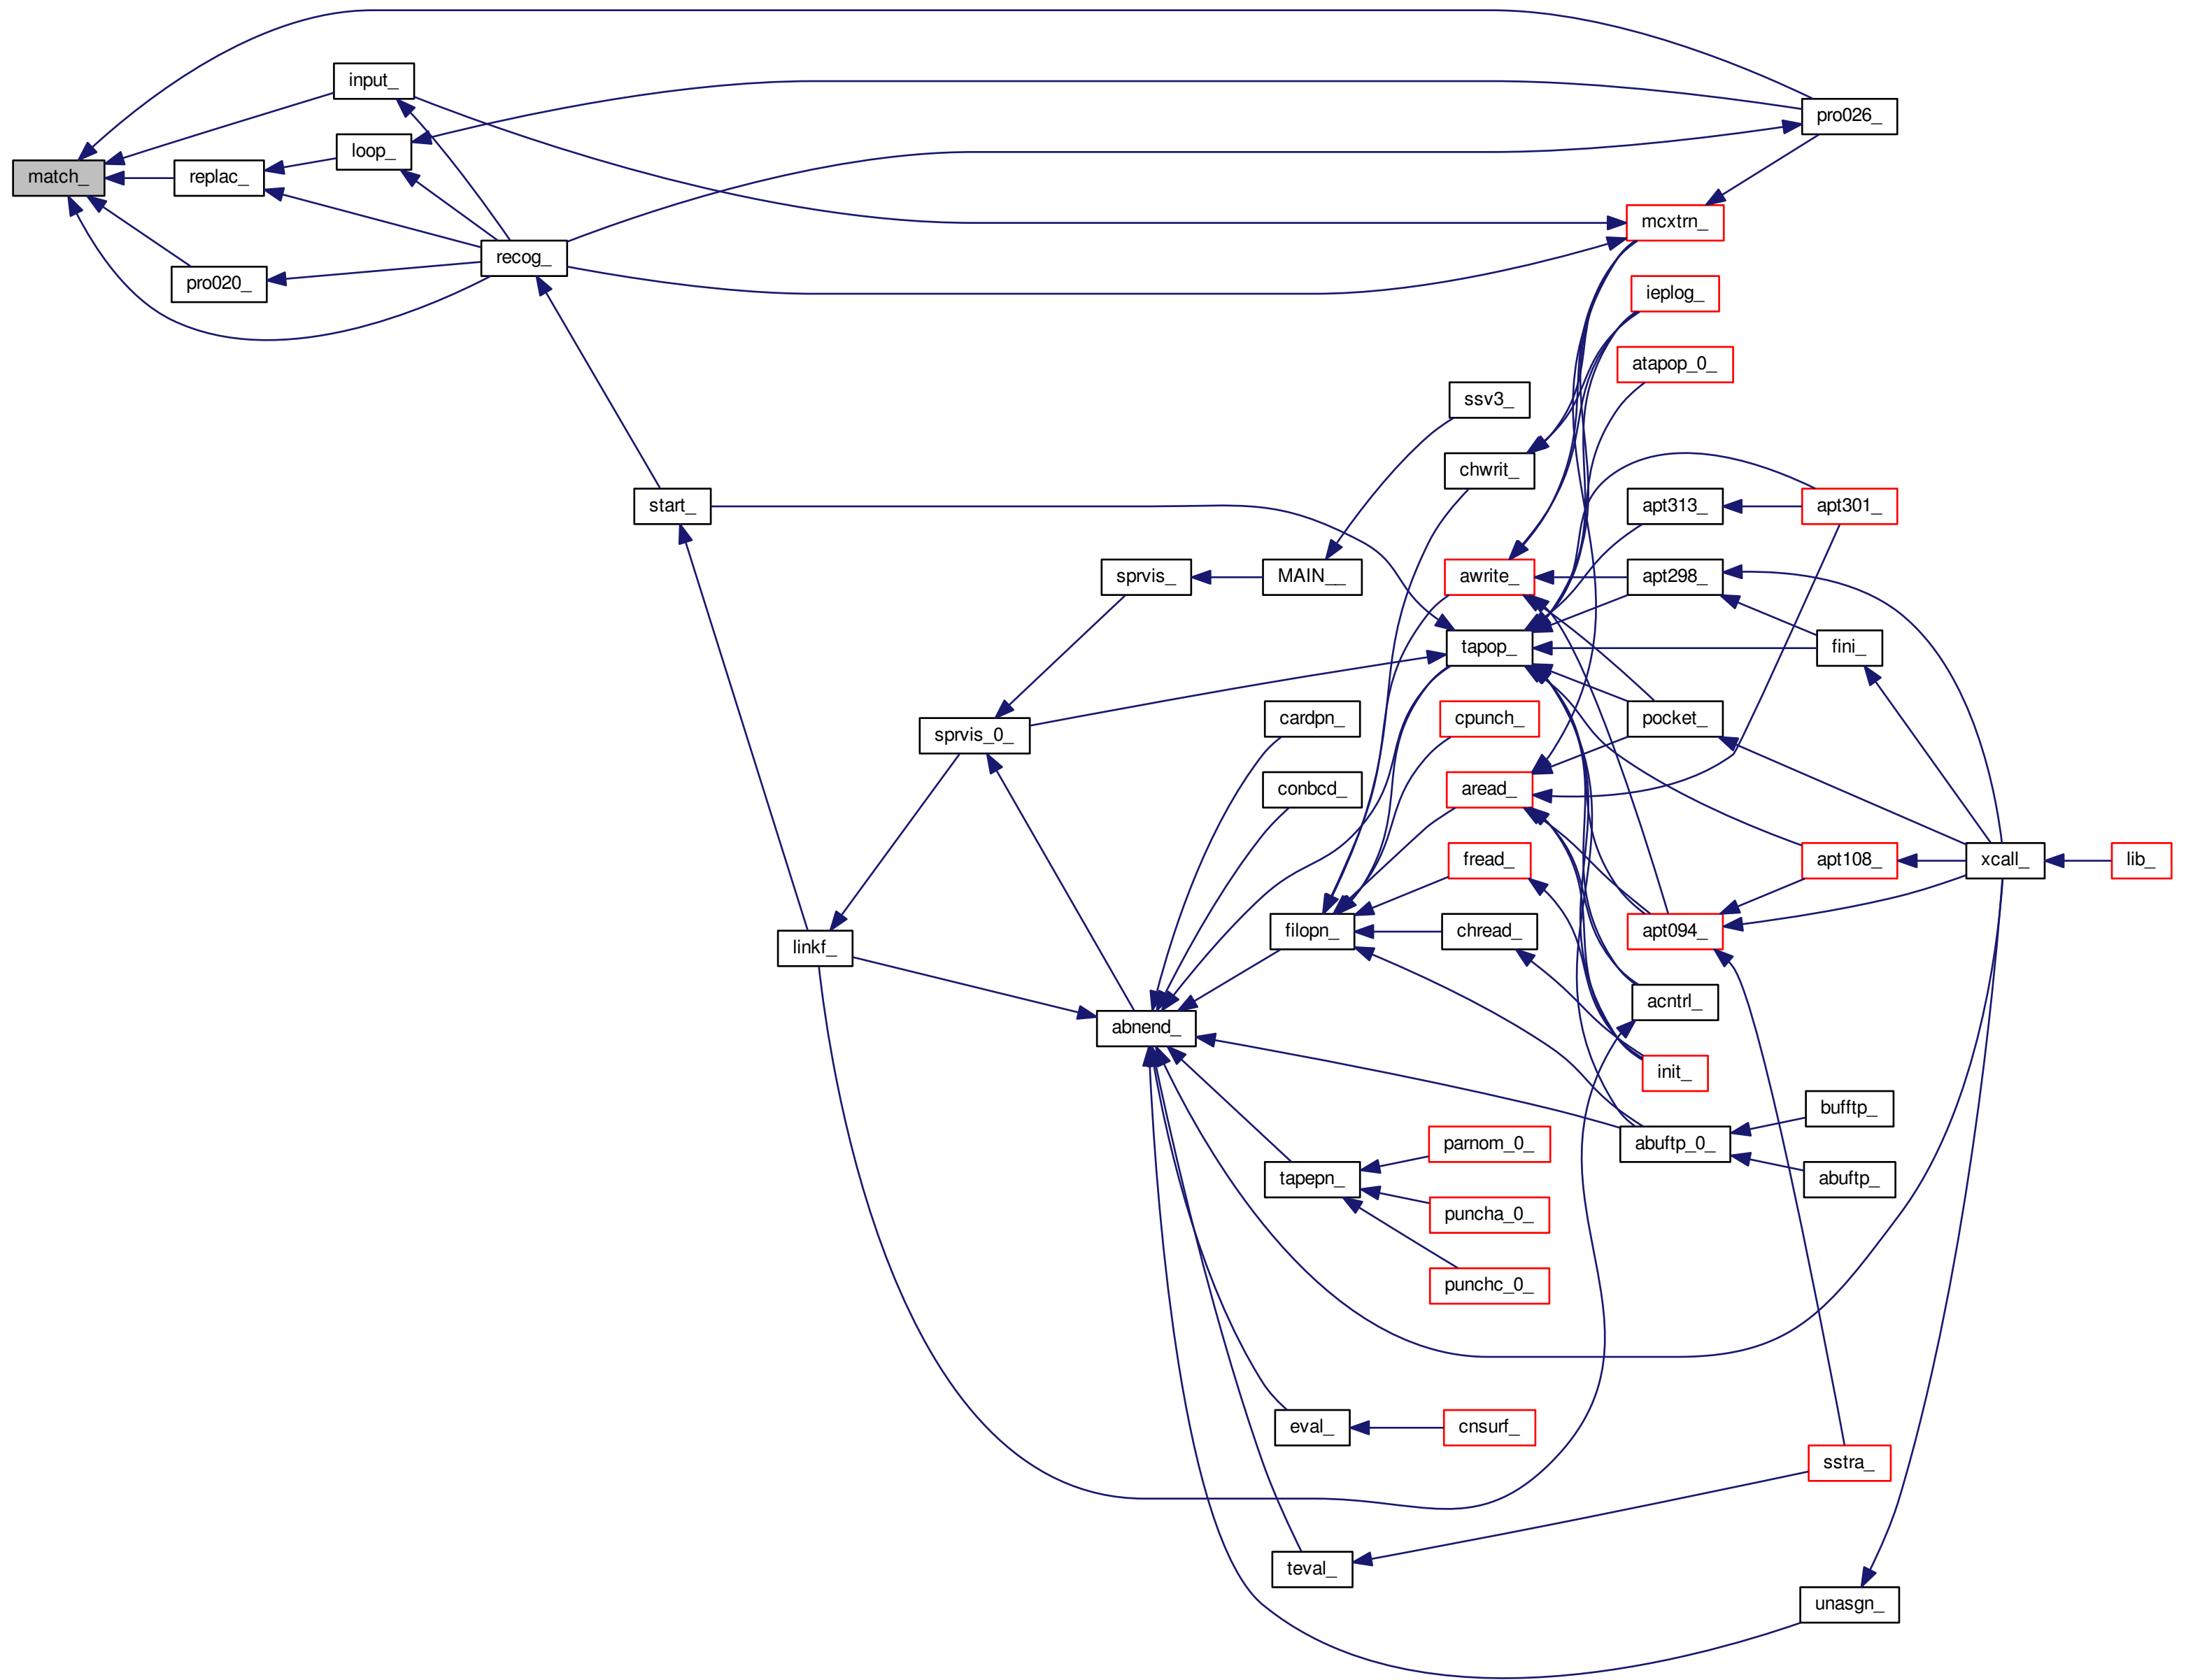 match_
input_
replac_
loop_
pro020_
recog_
start_
linkf_
sprvis_0_
sprvis_
MAIN__
ssv3_
abnend_
cardpn_
conbcd_
filopn_
tapepn_
eval_
teval_
chwrit_
awrite_
tapop_
cpunch_
aread_
fread_
chread_
parnom_0_
puncha_0_
punchc_0_
cnsurf_
mcxtrn_
ieplog_
atapop_0_
apt313_
apt298_
pocket_
apt094_
acntrl_
init_
abuftp_0_
pro026_
apt301_
fini_
apt108_
bufftp_
abuftp_
sstra_
unasgn_
xcall_
lib_